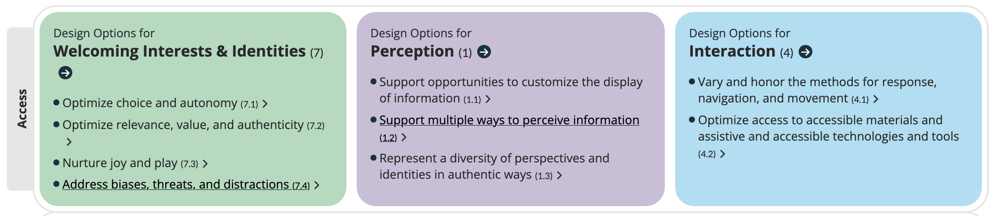 Access
Design Options for
Welcoming Interests & Identities (7)
Optimize choice and autonomy (7.1)
Optimize relevance, value, and authenticity (7.2)
Nurture joy and play (7.3)
Address biases, threats, and distractions (7.4)
Design Options for
Perception (1)
Support opportunities to customize the display
of information (1.1)
Support multiple ways to perceive information
(1.2)
Represent a diversity of perspectives and
identities in authentic ways (1.3)
Design Options for
Interaction (4)
Vary and honor the methods for response,
navigation, and movement (4.1)
Optimize access to accessible materials and
assistive and accessible technologies and tools
(4.2)